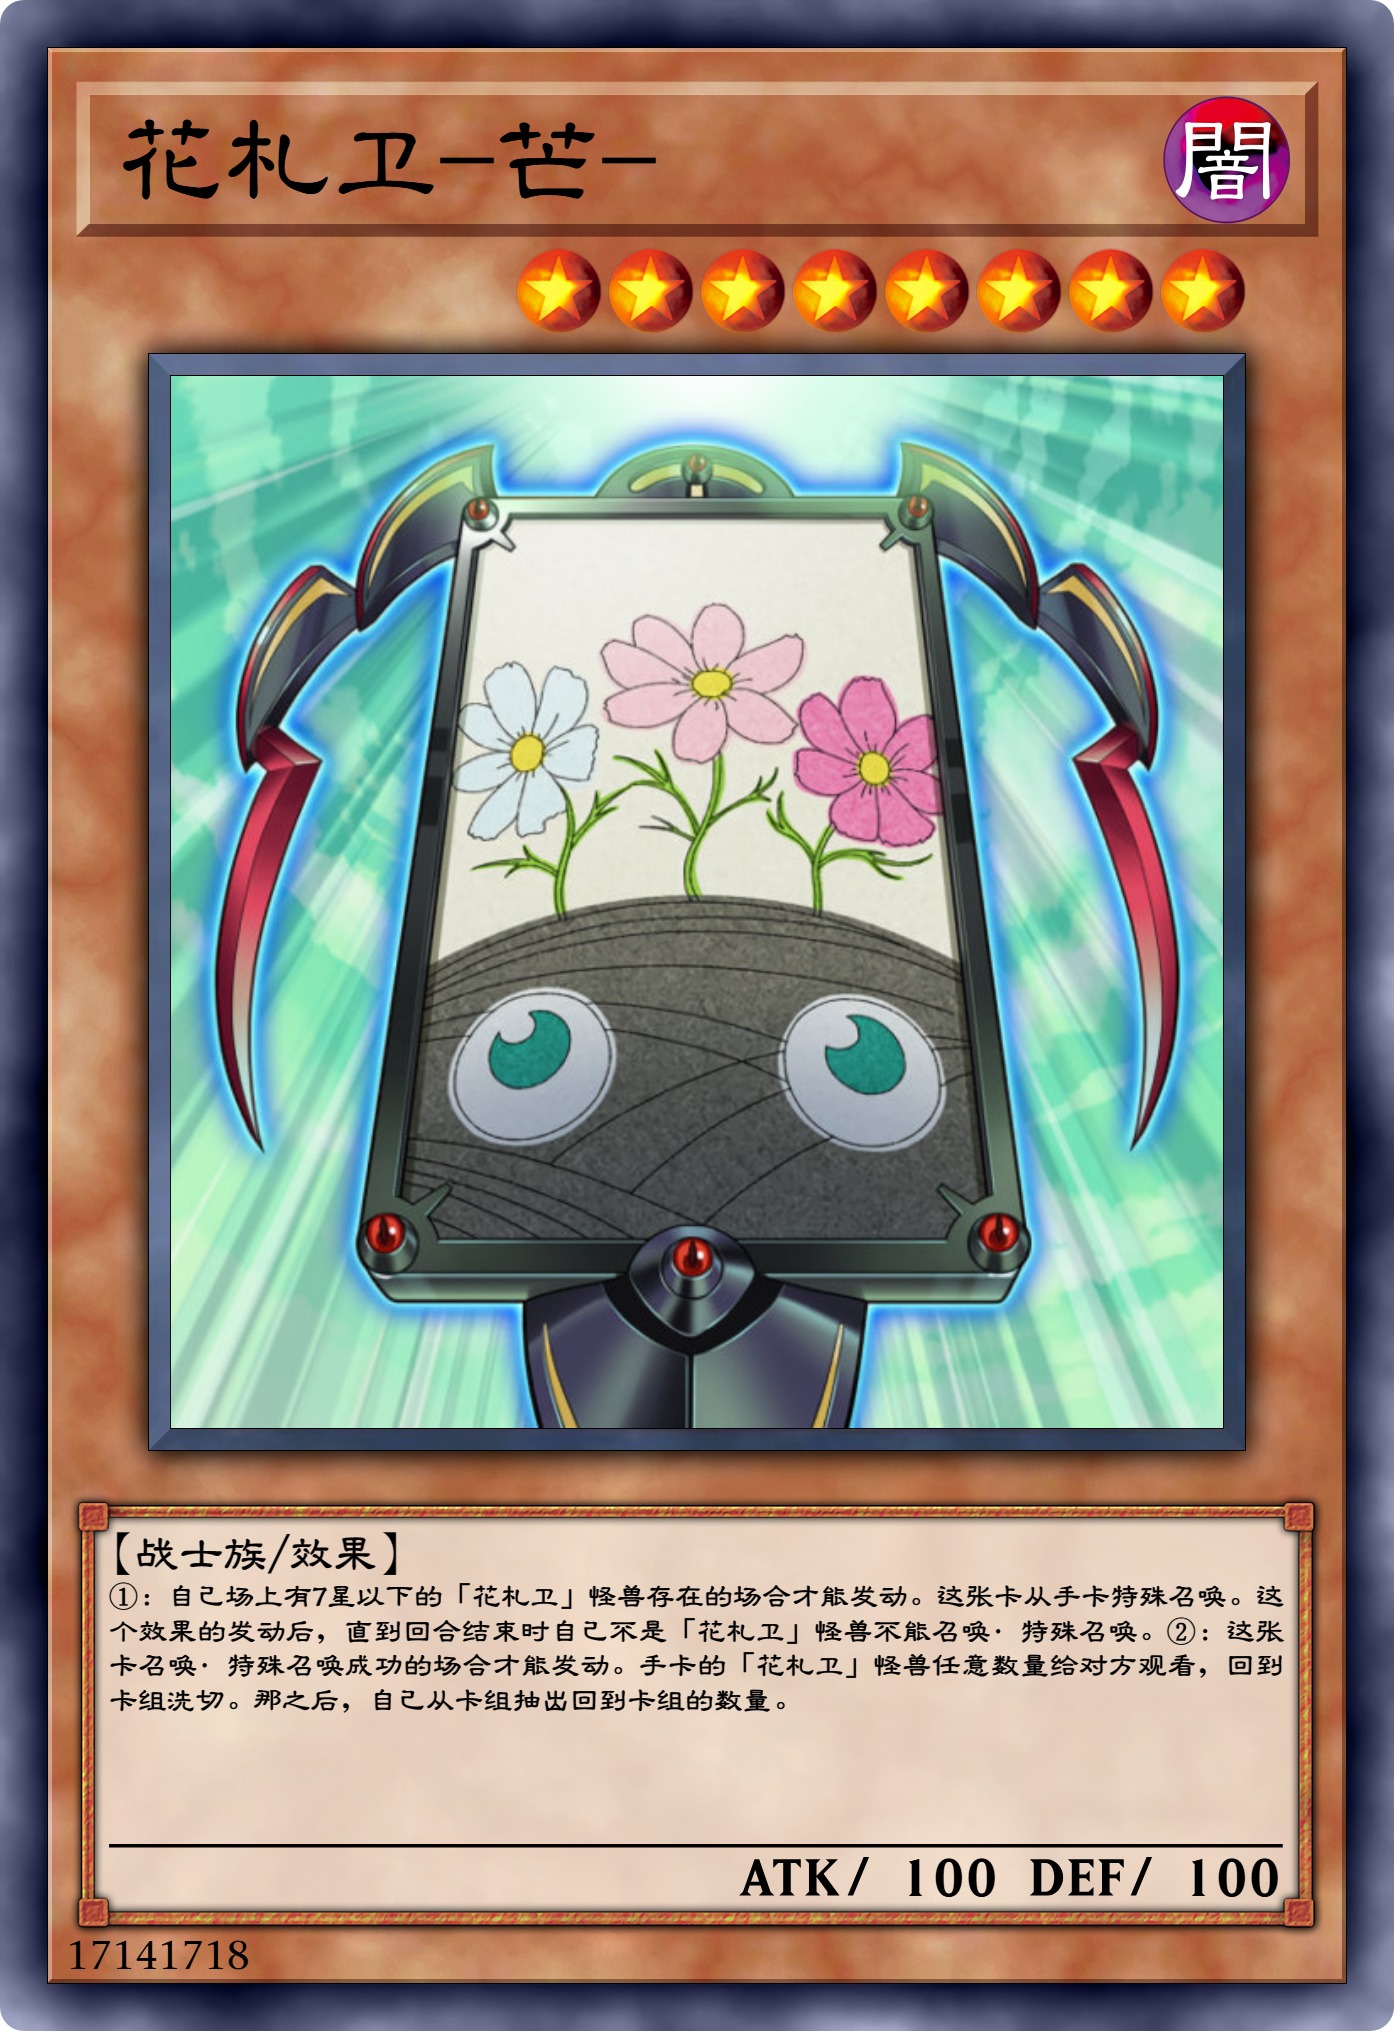 花札卫-芒-
闇
【战士族/效果】
①：自己场上有7星以下的「花札卫」怪兽存在的场合才能发动。这张卡从手卡特殊召唤。这
个效果的发动后，直到回合结束时自己不是「花札卫」怪兽不能召唤·特殊召唤。②：这张
卡召唤·特殊召唤成功的场合才能发动。手卡的「花札卫」怪兽任意数量给对方观看，回到
卡组洗切。那之后，自己从卡组抽出回到卡组的数量。
ATK/ 100 DEF/ 100
17141718